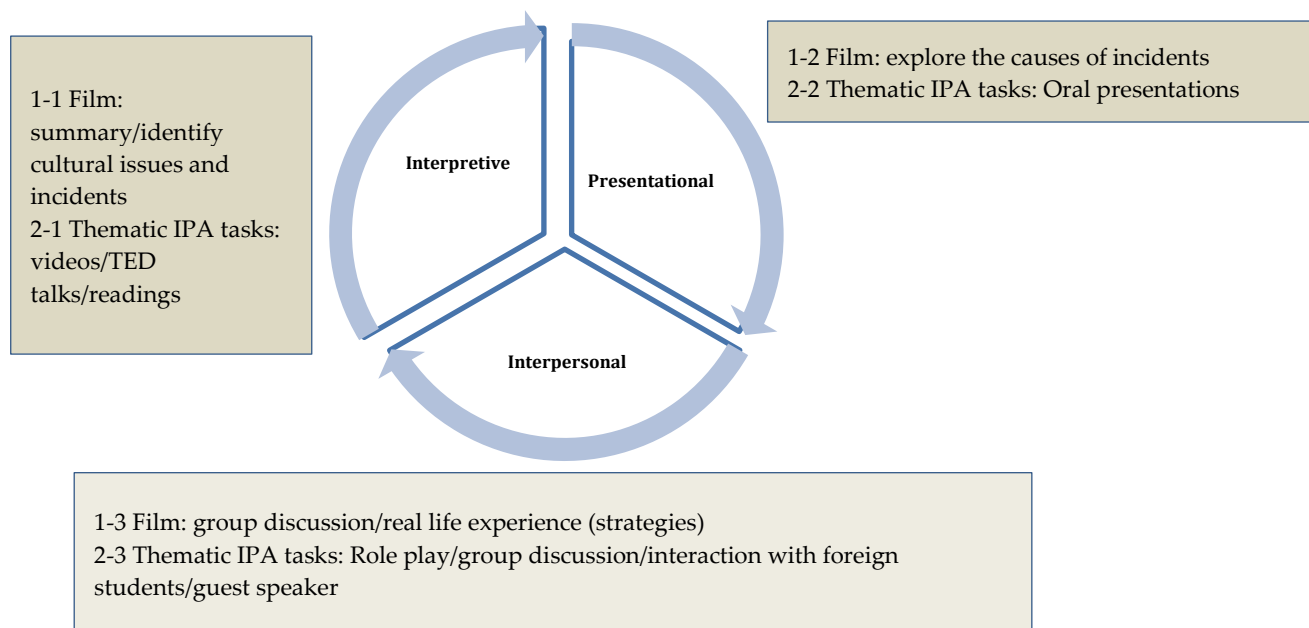 1-1 Film:
summary/identify
cultural issues and
incidents
2-1 Thematic IPA tasks:
videos/TED
talks/readings
Interpretive
Presentational
1-2 Film: explore the causes of incidents
2-2 Thematic IPA tasks: Oral presentations
Interpersonal
1-3 Film: group discussion/real life experience (strategies)
2-3 Thematic IPA tasks: Role play/group discussion/interaction with foreign
students/guest speaker